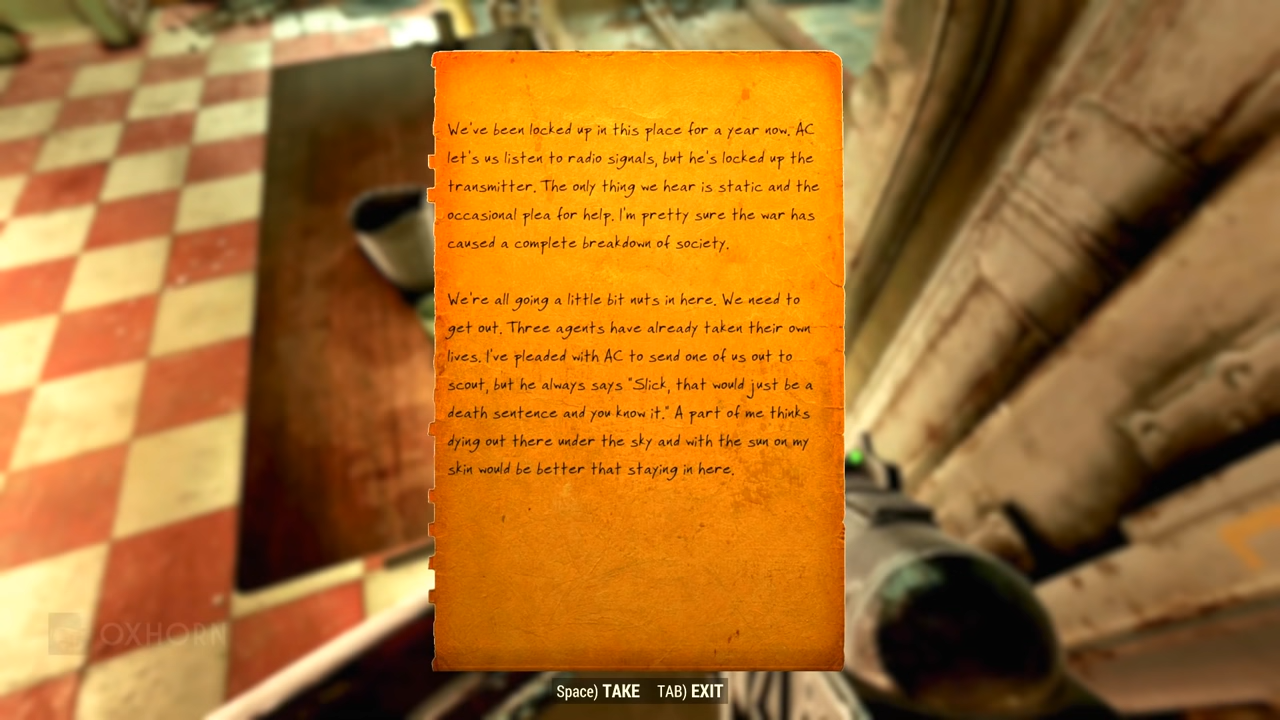 We've been locked up in this place for a year now. AC
let's us listen to radio signals, but he's locked up the
transmitter. The only thing we hear is static and the
occasional plea for help. I'm pretty sure the war has
caused a complete breakdown of society.
We're all going a little bit nuts in here. We need to
get out. Three agents have already taken their own
lives. I've pleaded with AC to send one of us out to
scout, but he always says "Slick, that would just be a
death sentence and you know it." A part of me thinks
dying out there under the sky and with the sun on my
skin would be better that staying in here.
OXHORN
Space) TAKE TAB) EXIT